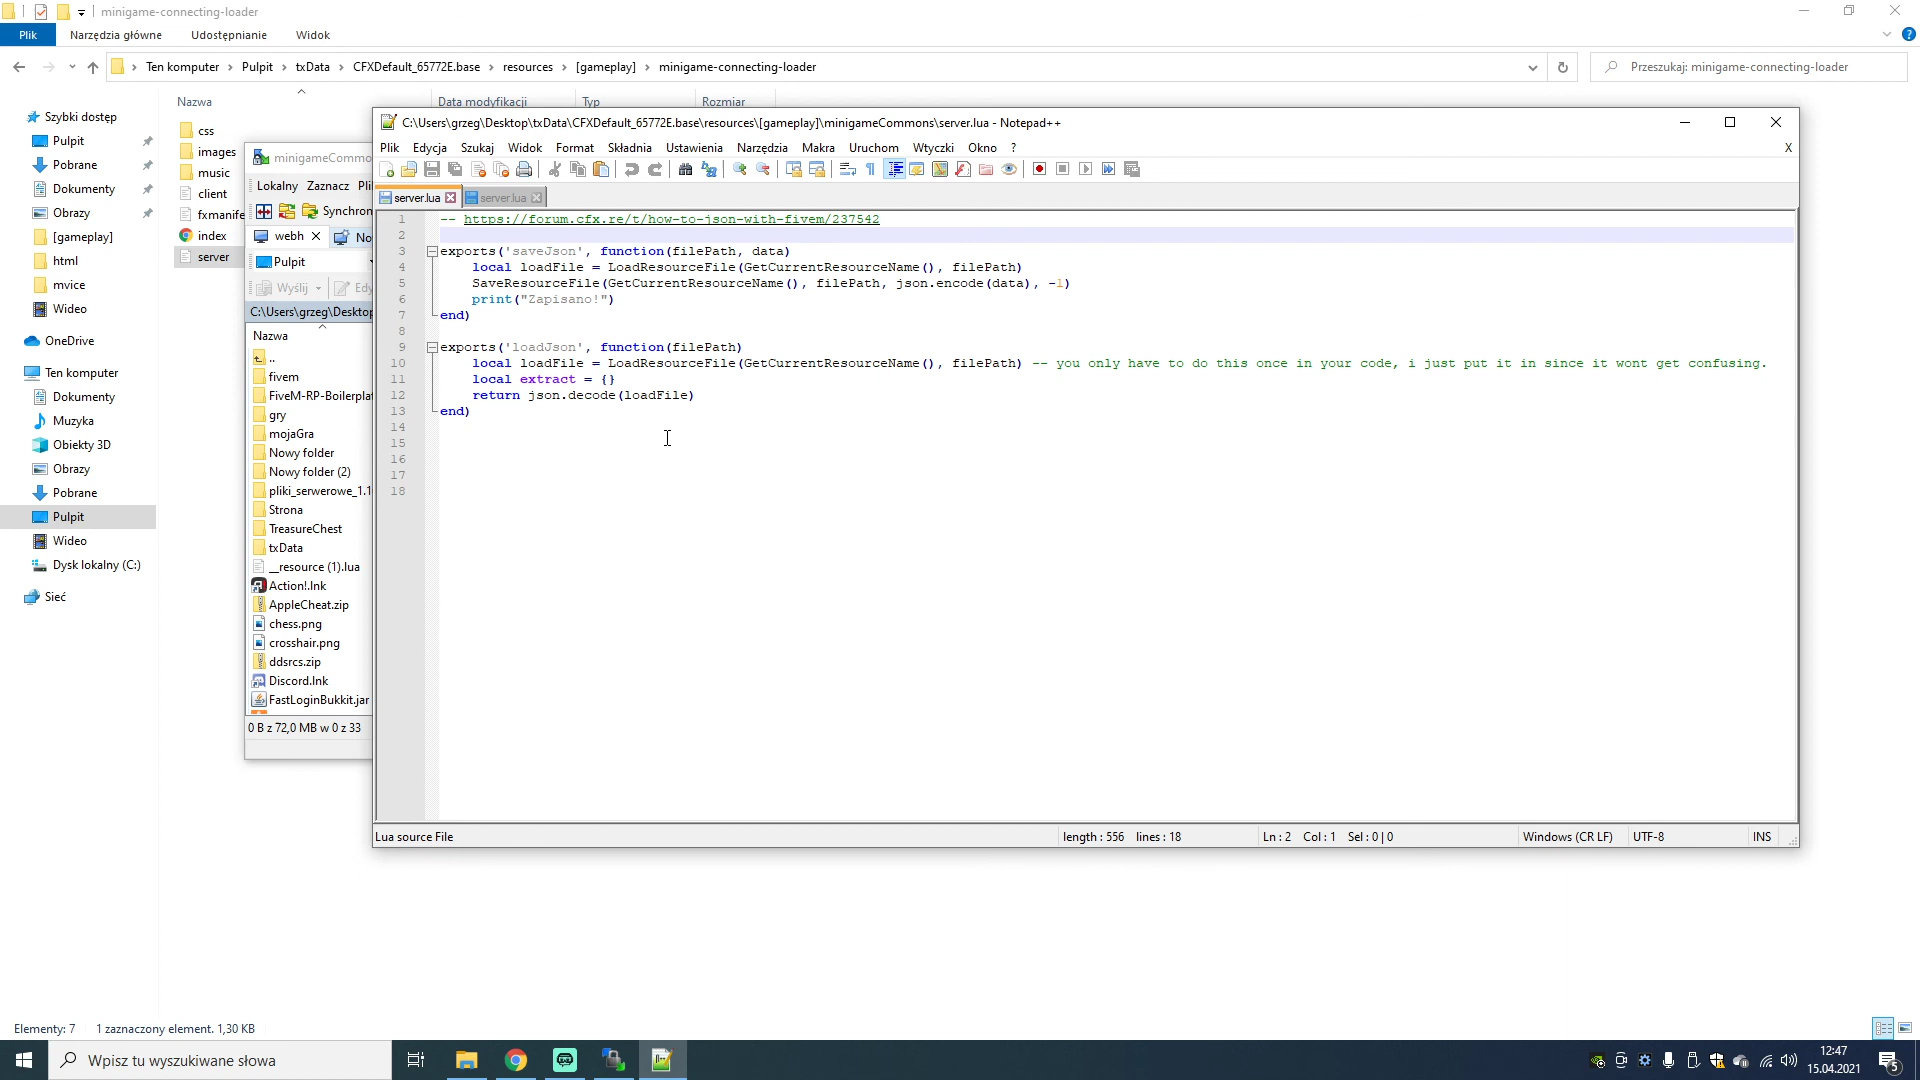 minigame-connecting-loader
Plik Narzędzia główne Udostępnianie Widok
Ten komputer Pulpit txData CFXDefault_65772E.base resources [gameplay] minigame-connecting-loader
Przeszukaj: minigame-connecting-loader
Nazwa Data modyfikacji Typ Rozmiar
Szybki dostęp
Pulpit
Pobrane
Dokumenty
Obrazy
[gameplay]
html
mvice
Wideo
OneDrive
Ten komputer
Dokumenty
Muzyka
Obiekty 3D
Obrazy
Pobrane
Pulpit
Wideo
Dysk lokalny (C:)
Sieć
css
images
music
client
fxmanife
index
server
minigameCommo
Lokalny Zaznacz Pli
Synchron
webh No
Pulpit
Wyślij Edy
C:\Users\grzeg\Desktop
Nazwa
..
fivem
FiveM-RP-Boilerplat
gry
mojaGra
Nowy folder
Nowy folder (2)
pliki_serwerowe_1.1
Strona
TreasureChest
txData
__resource (1).lua
Action!.lnk
AppleCheat.zip
chess.png
crosshair.png
ddsrcs.zip
Discord.lnk
FastLoginBukkit.jar
0 B z 72,0 MB w 0 z 33
C:\Users\grzeg\Desktop\txData\CFXDefault_65772E.base\resources\[gameplay]\minigameCommons\server.lua - Notepad++
Plik Edycja Szukaj Widok Format Składnia Ustawienia Narzędzia Makra Uruchom Wtyczki Okno ? X
server.lua server.lua
1 -- https://forum.cfx.re/t/how-to-json-with-fivem/237542
2
3 exports('saveJson', function(filePath, data)
4 local loadFile = LoadResourceFile(GetCurrentResourceName(), filePath)
5 SaveResourceFile(GetCurrentResourceName(), filePath, json.encode(data), -1)
6 print("Zapisano!")
7 end)
8
9 exports('loadJson', function(filePath)
10 local loadFile = LoadResourceFile(GetCurrentResourceName(), filePath) -- you only have to do this once in your code, i just put it in since it wont get confusing.
11 local extract = {}
12 return json.decode(loadFile)
13 end)
14
15
16
17
18
Lua source File length : 556 lines : 18 Ln : 2 Col : 1 Sel : 0 | 0 Windows (CR LF) UTF-8 INS
Elementy: 7 1 zaznaczony element. 1,30 KB
Wpisz tu wyszukiwane słowa
12:47
15.04.2021
5